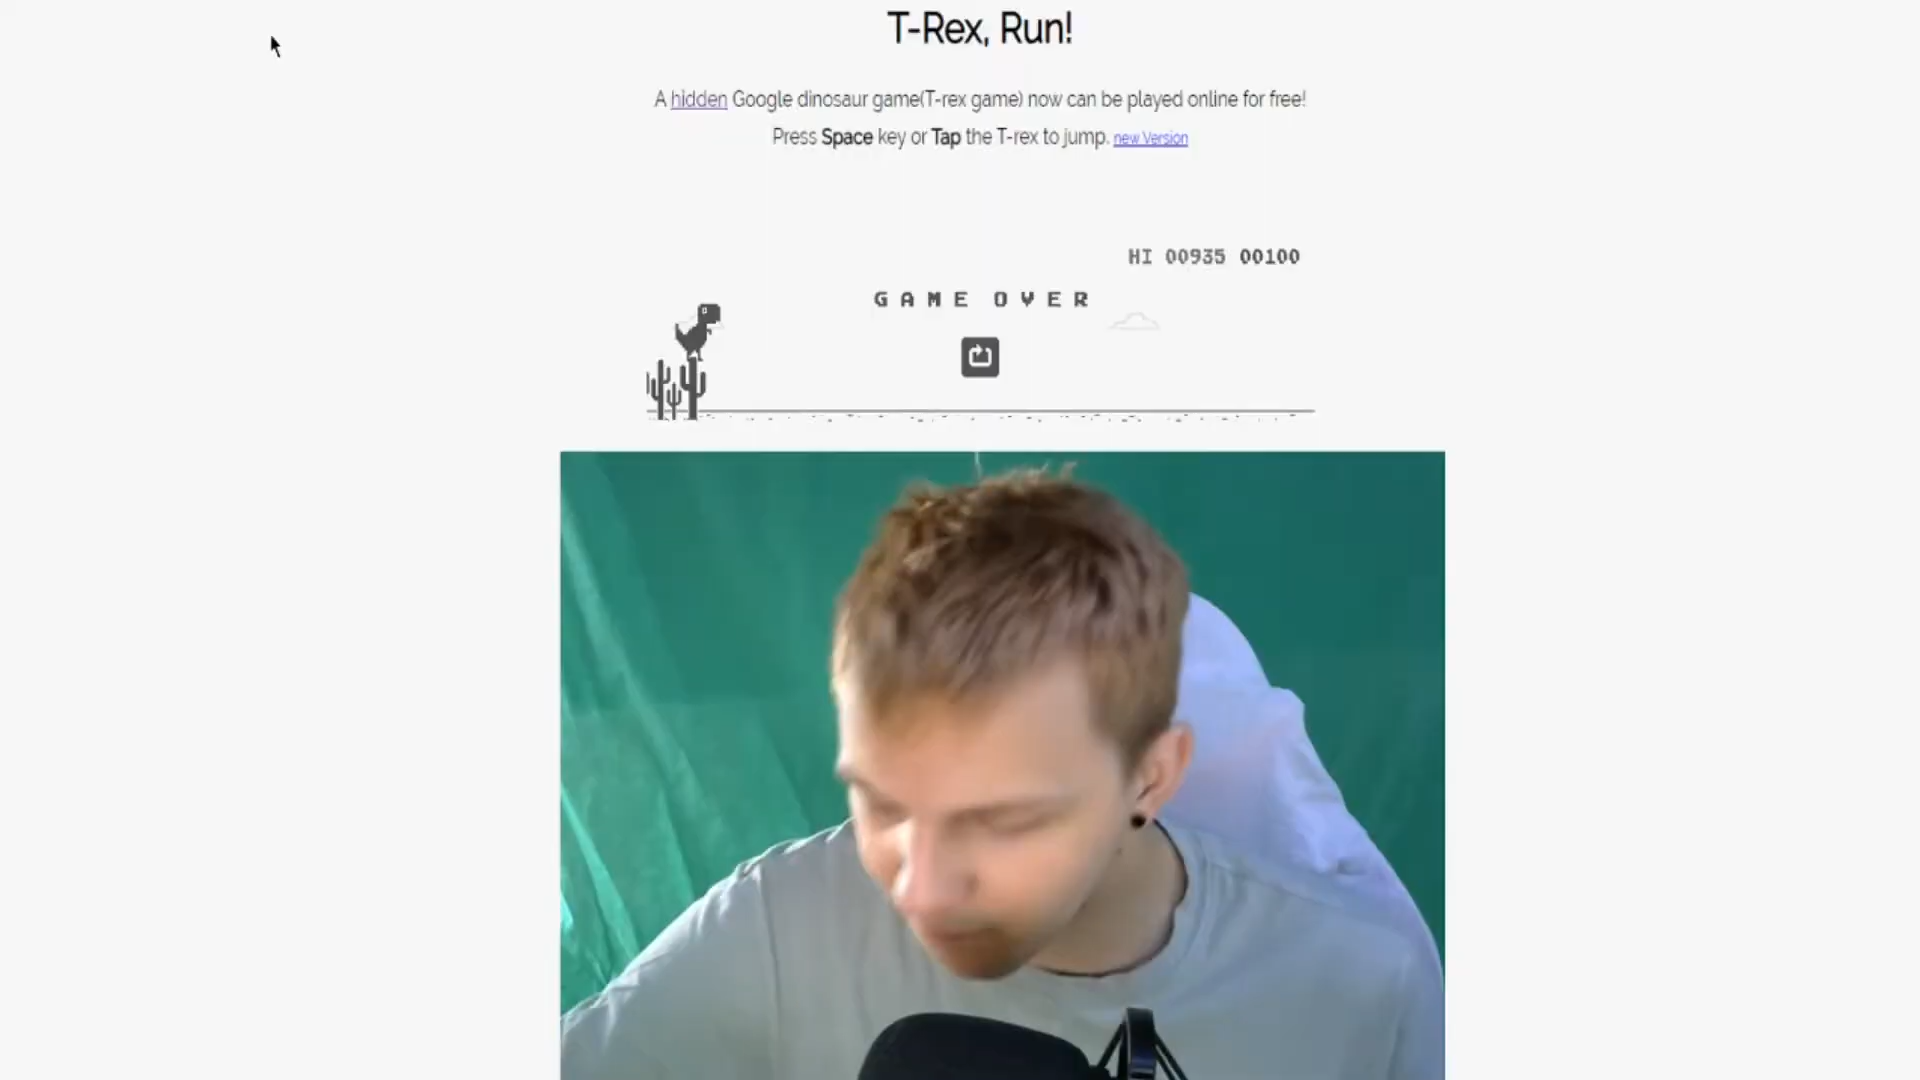 T-Rex, Run!
A hidden Google dinosaur game(T-rex game) now can be played online for free!
Press Space key or Tap the T-rex to jump. new Version
HI 00935 00100
GAME OVER